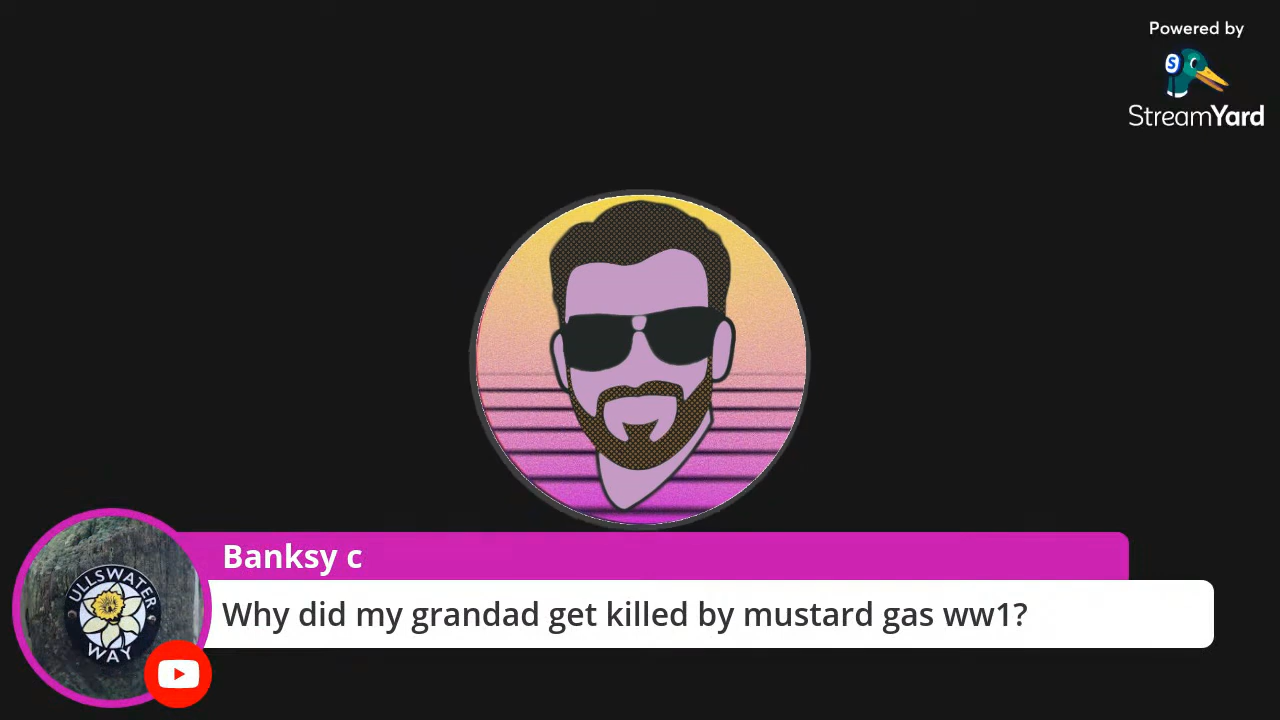 Powered by
S
StreamYard
Banksy c
ULLSWATER
WAY
Why did my grandad get killed by mustard gas ww1?